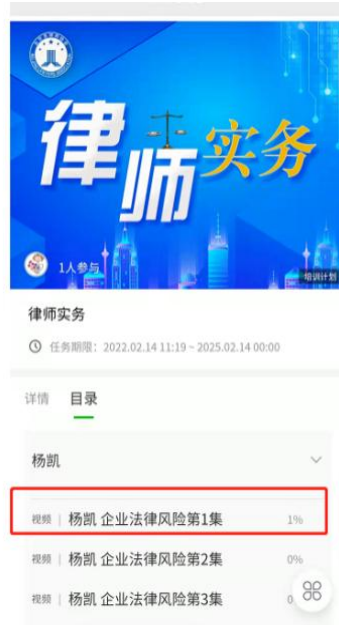 律师实务
1人参与
培训计划
律师实务
任务期限：2022.02.14 11:19 ~ 2025.02.14 00:00
详情 目录
杨凯
视频 | 杨凯 企业法律风险第1集 1%
视频 | 杨凯 企业法律风险第2集 0%
视频 | 杨凯 企业法律风险第3集 0